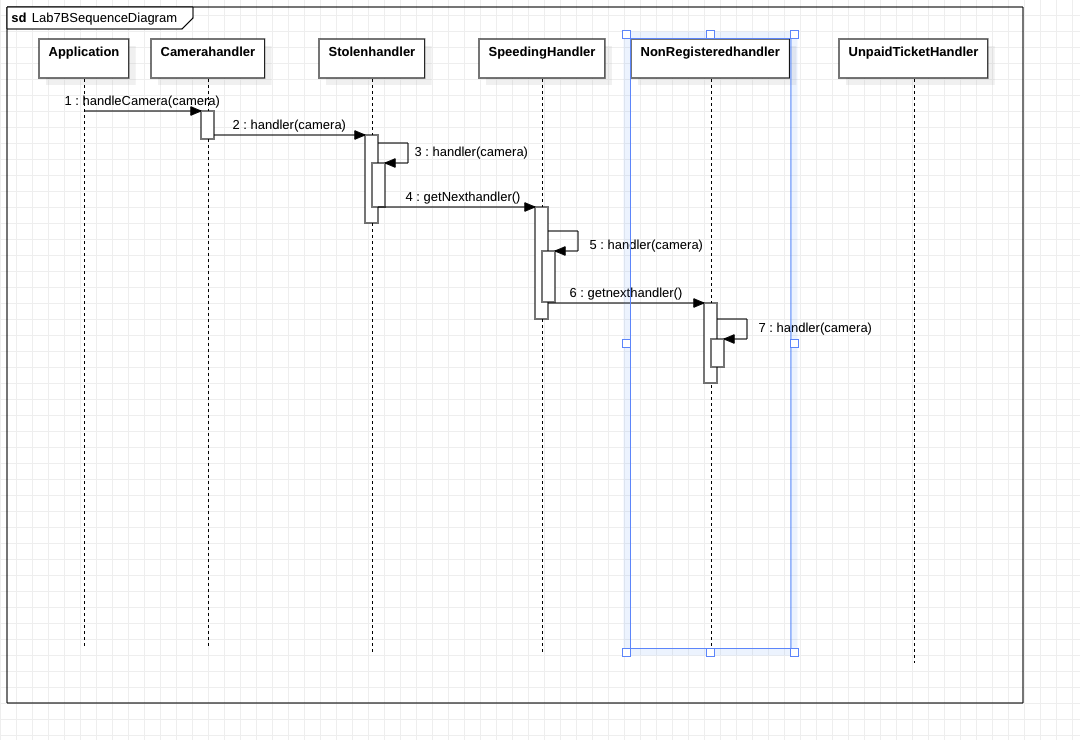 sd Lab7BSequenceDiagram
Application
Camerahandler
Stolenhandler
SpeedingHandler
NonRegisteredhandler
UnpaidTicketHandler
1 : handleCamera(camera)
2 : handler(camera)
3 : handler(camera)
4 : getNexthandler()
5 : handler(camera)
6 : getnexthandler()
7 : handler(camera)